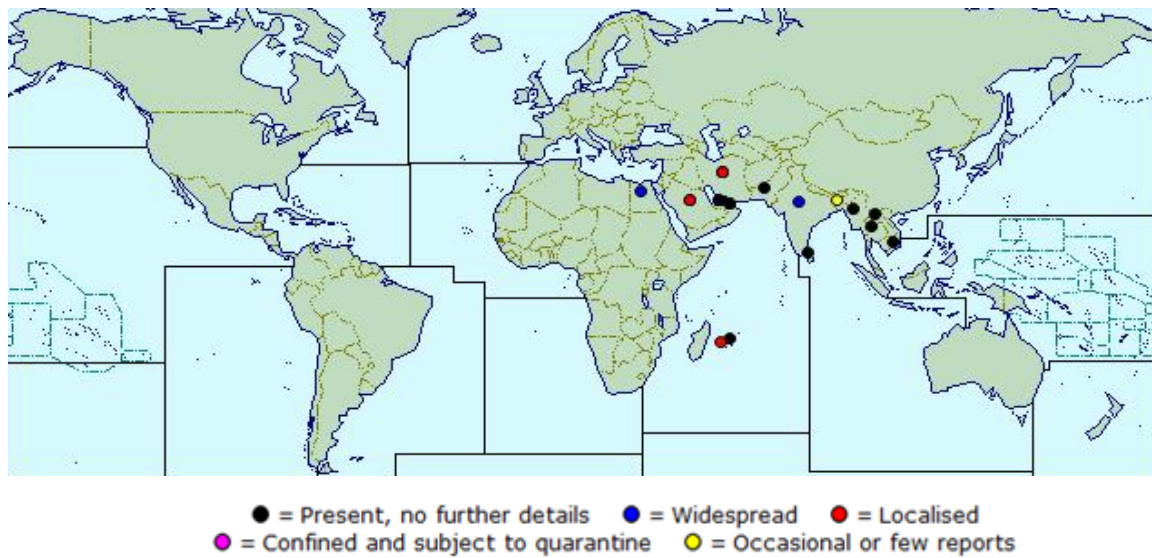 = Present, no further details = Widespread = Localised
= Confined and subject to quarantine = Occasional or few reports